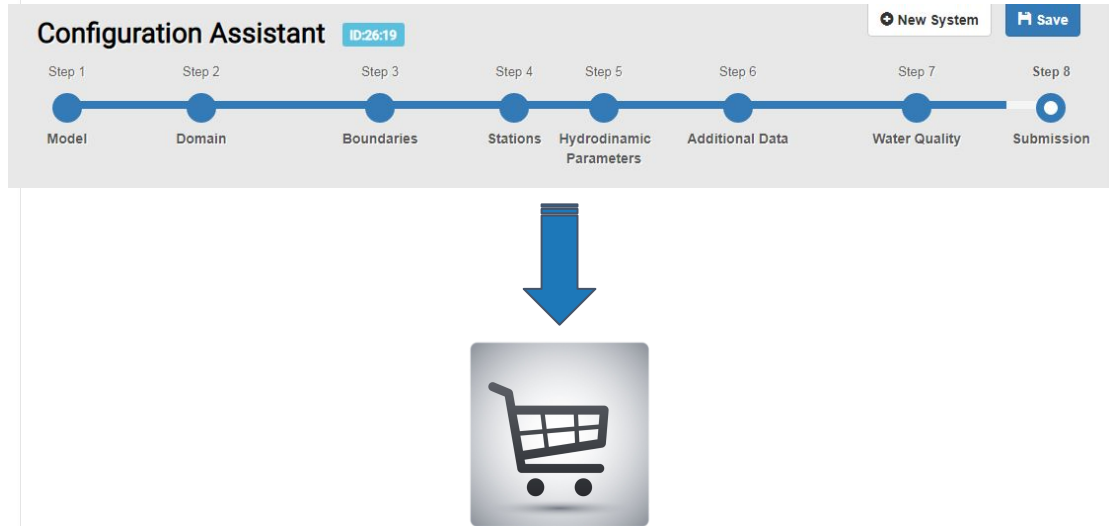 Configuration Assistant ID:26:19
New System Save
Step 1 Step 2 Step 3 Step 4 Step 5 Step 6 Step 7 Step 8
Model Domain Boundaries Stations Hydrodinamic Additional Data Water Quality Submission
Parameters